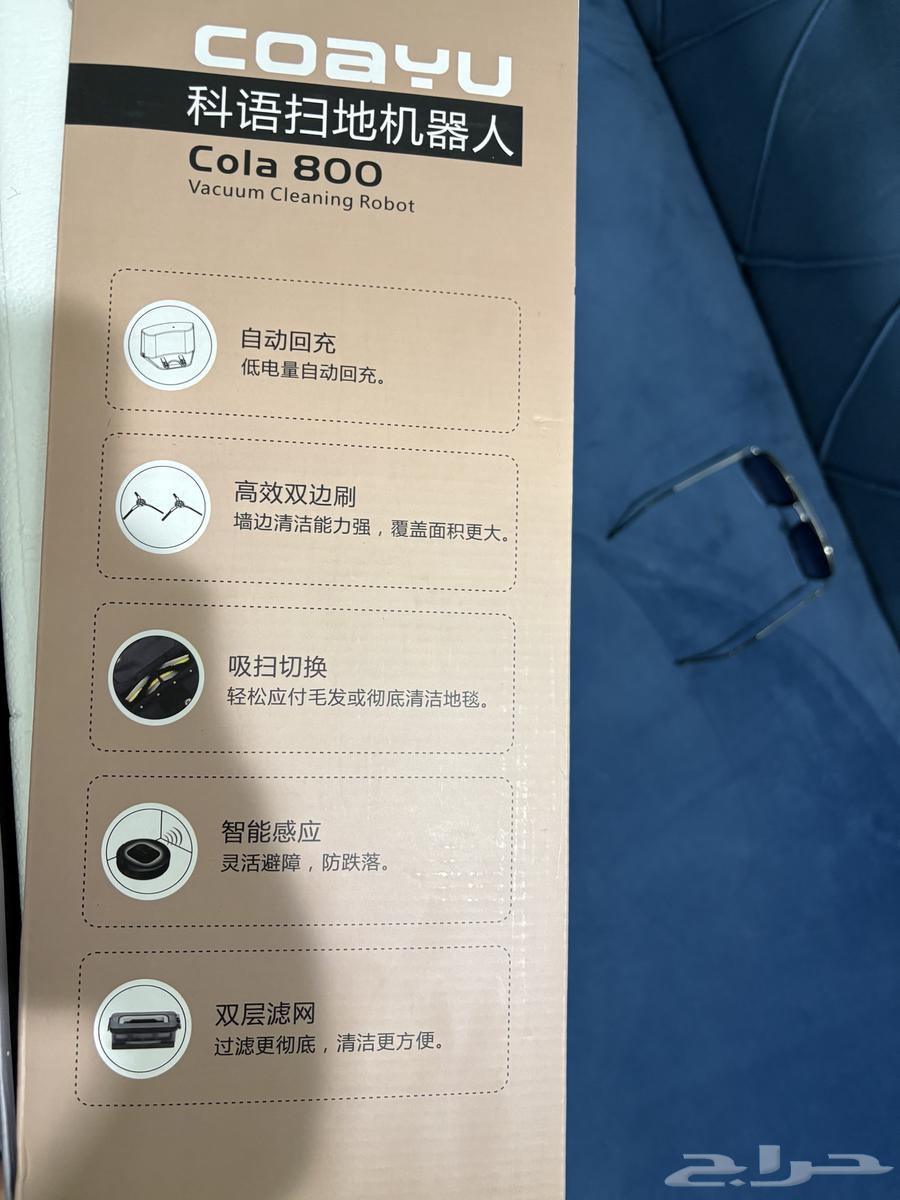 coayu
科语扫地机器人
Cola 800
Vacuum Cleaning Robot
自动回充
低电量自动回充。
高效双边刷
墙边清洁能力强，覆盖面积更大。
吸扫切换
轻松应付毛发或彻底清洁地毯。
智能感应
灵活避障，防跌落。
双层滤网
过滤更彻底，清洁更方便。
حراج